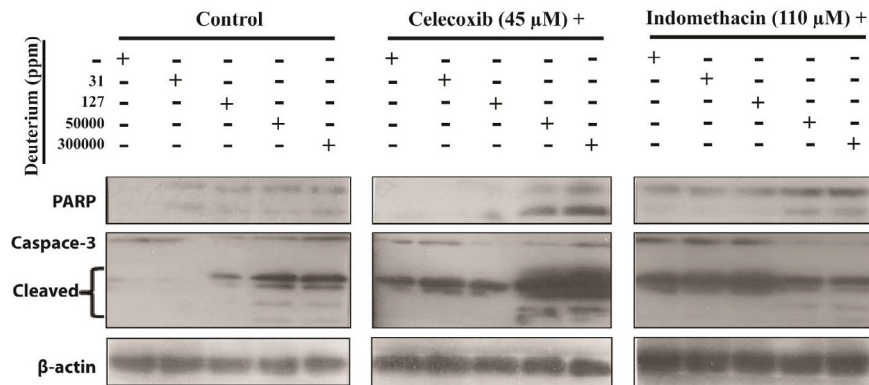 Control Celecoxib (45 µM) + Indomethacin (110 µM) +
Deuterium (ppm)
- + - - - - + - - - - + - - - -
31 - + - - - - + - - - - + - - -
127 - - + - - - - + - - - - + - -
50000 - - - + - - - - + - - - - + -
300000 - - - - + - - - - + - - - - +
PARP
Caspace-3
Cleaved
β-actin